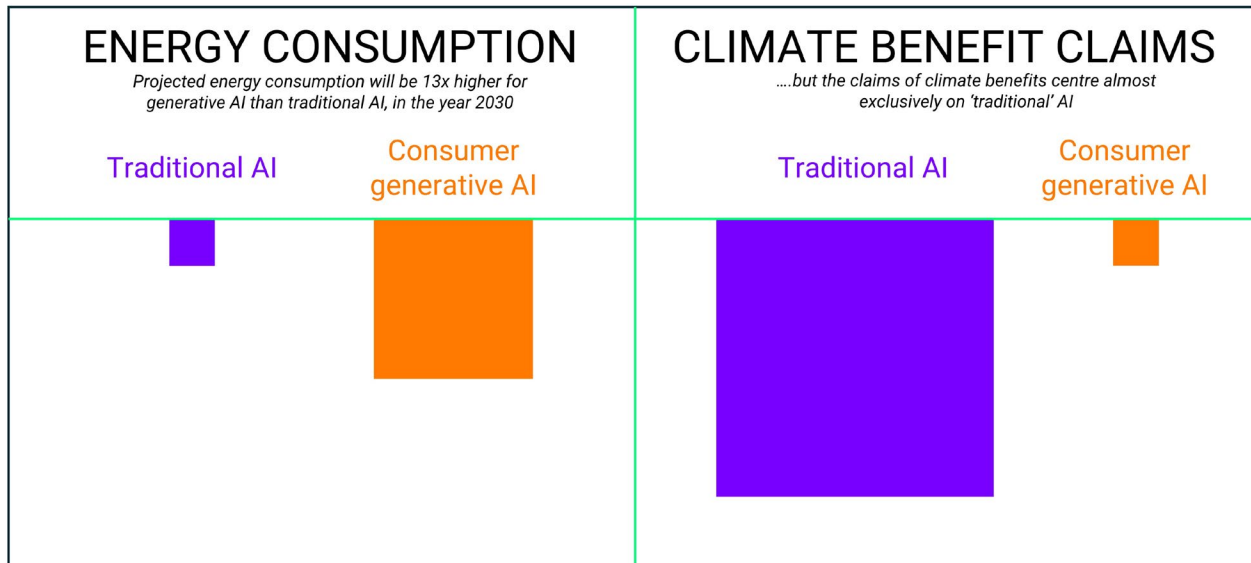 ENERGY CONSUMPTION
Projected energy consumption will be 13x higher for
generative AI than traditional AI, in the year 2030
Traditional AI
Consumer
generative AI
CLIMATE BENEFIT CLAIMS
....but the claims of climate benefits centre almost
exclusively on ‘traditional’ AI
Traditional AI
Consumer
generative AI